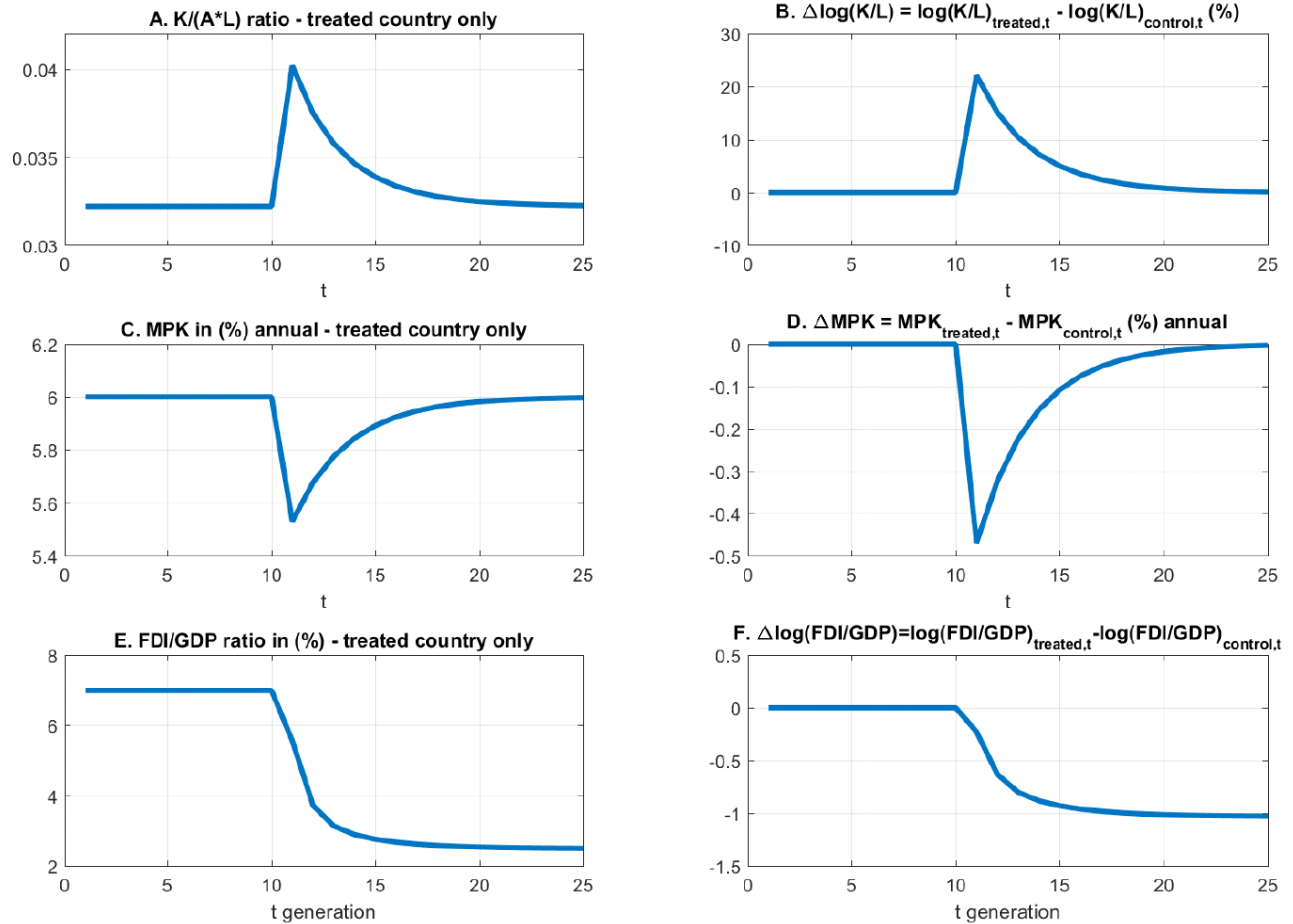 A. K/(A*L) ratio - treated country only
0.04
0.035
0.03
0 5 10 15 20 25
t
B. Δlog(K/L) = log(K/L)treated,t - log(K/L)control,t (%)
30
20
10
0
-10
0 5 10 15 20 25
t
C. MPK in (%) annual - treated country only
6.2
6
5.8
5.6
5.4
0 5 10 15 20 25
t
D. ΔMPK = MPKtreated,t - MPKcontrol,t (%) annual
0
-0.1
-0.2
-0.3
-0.4
-0.5
0 5 10 15 20 25
t
E. FDI/GDP ratio in (%) - treated country only
8
6
4
2
0 5 10 15 20 25
t generation
F. Δlog(FDI/GDP)=log(FDI/GDP)treated,t-log(FDI/GDP)control,t
0.5
0
-0.5
-1
-1.5
0 5 10 15 20 25
t generation